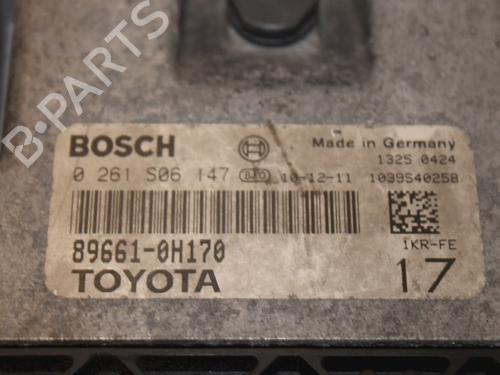 B-PARTS
BOSCH
Made in Germany
1325 0424
0 261 S06 147
10-12-11
1039S40258
89661-0H170
1KR-FE
TOYOTA
17